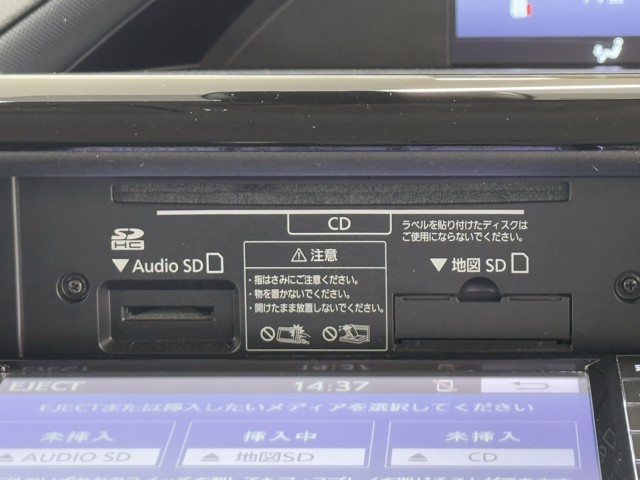 CD
ラベルを貼り付けたディスクは
ご使用にならないでください。
SD
HC
▼Audio SD
⚠注意
・指はさみにご注意ください。
・物を置かないでください。
・開けたまま放置しないでください。
▼地図 SD
EJECT
14:37
EJECTまたは挿入したいメディアを選択してください
未挿入
挿入中
未挿入
AUDIO SD
地図SD
CD